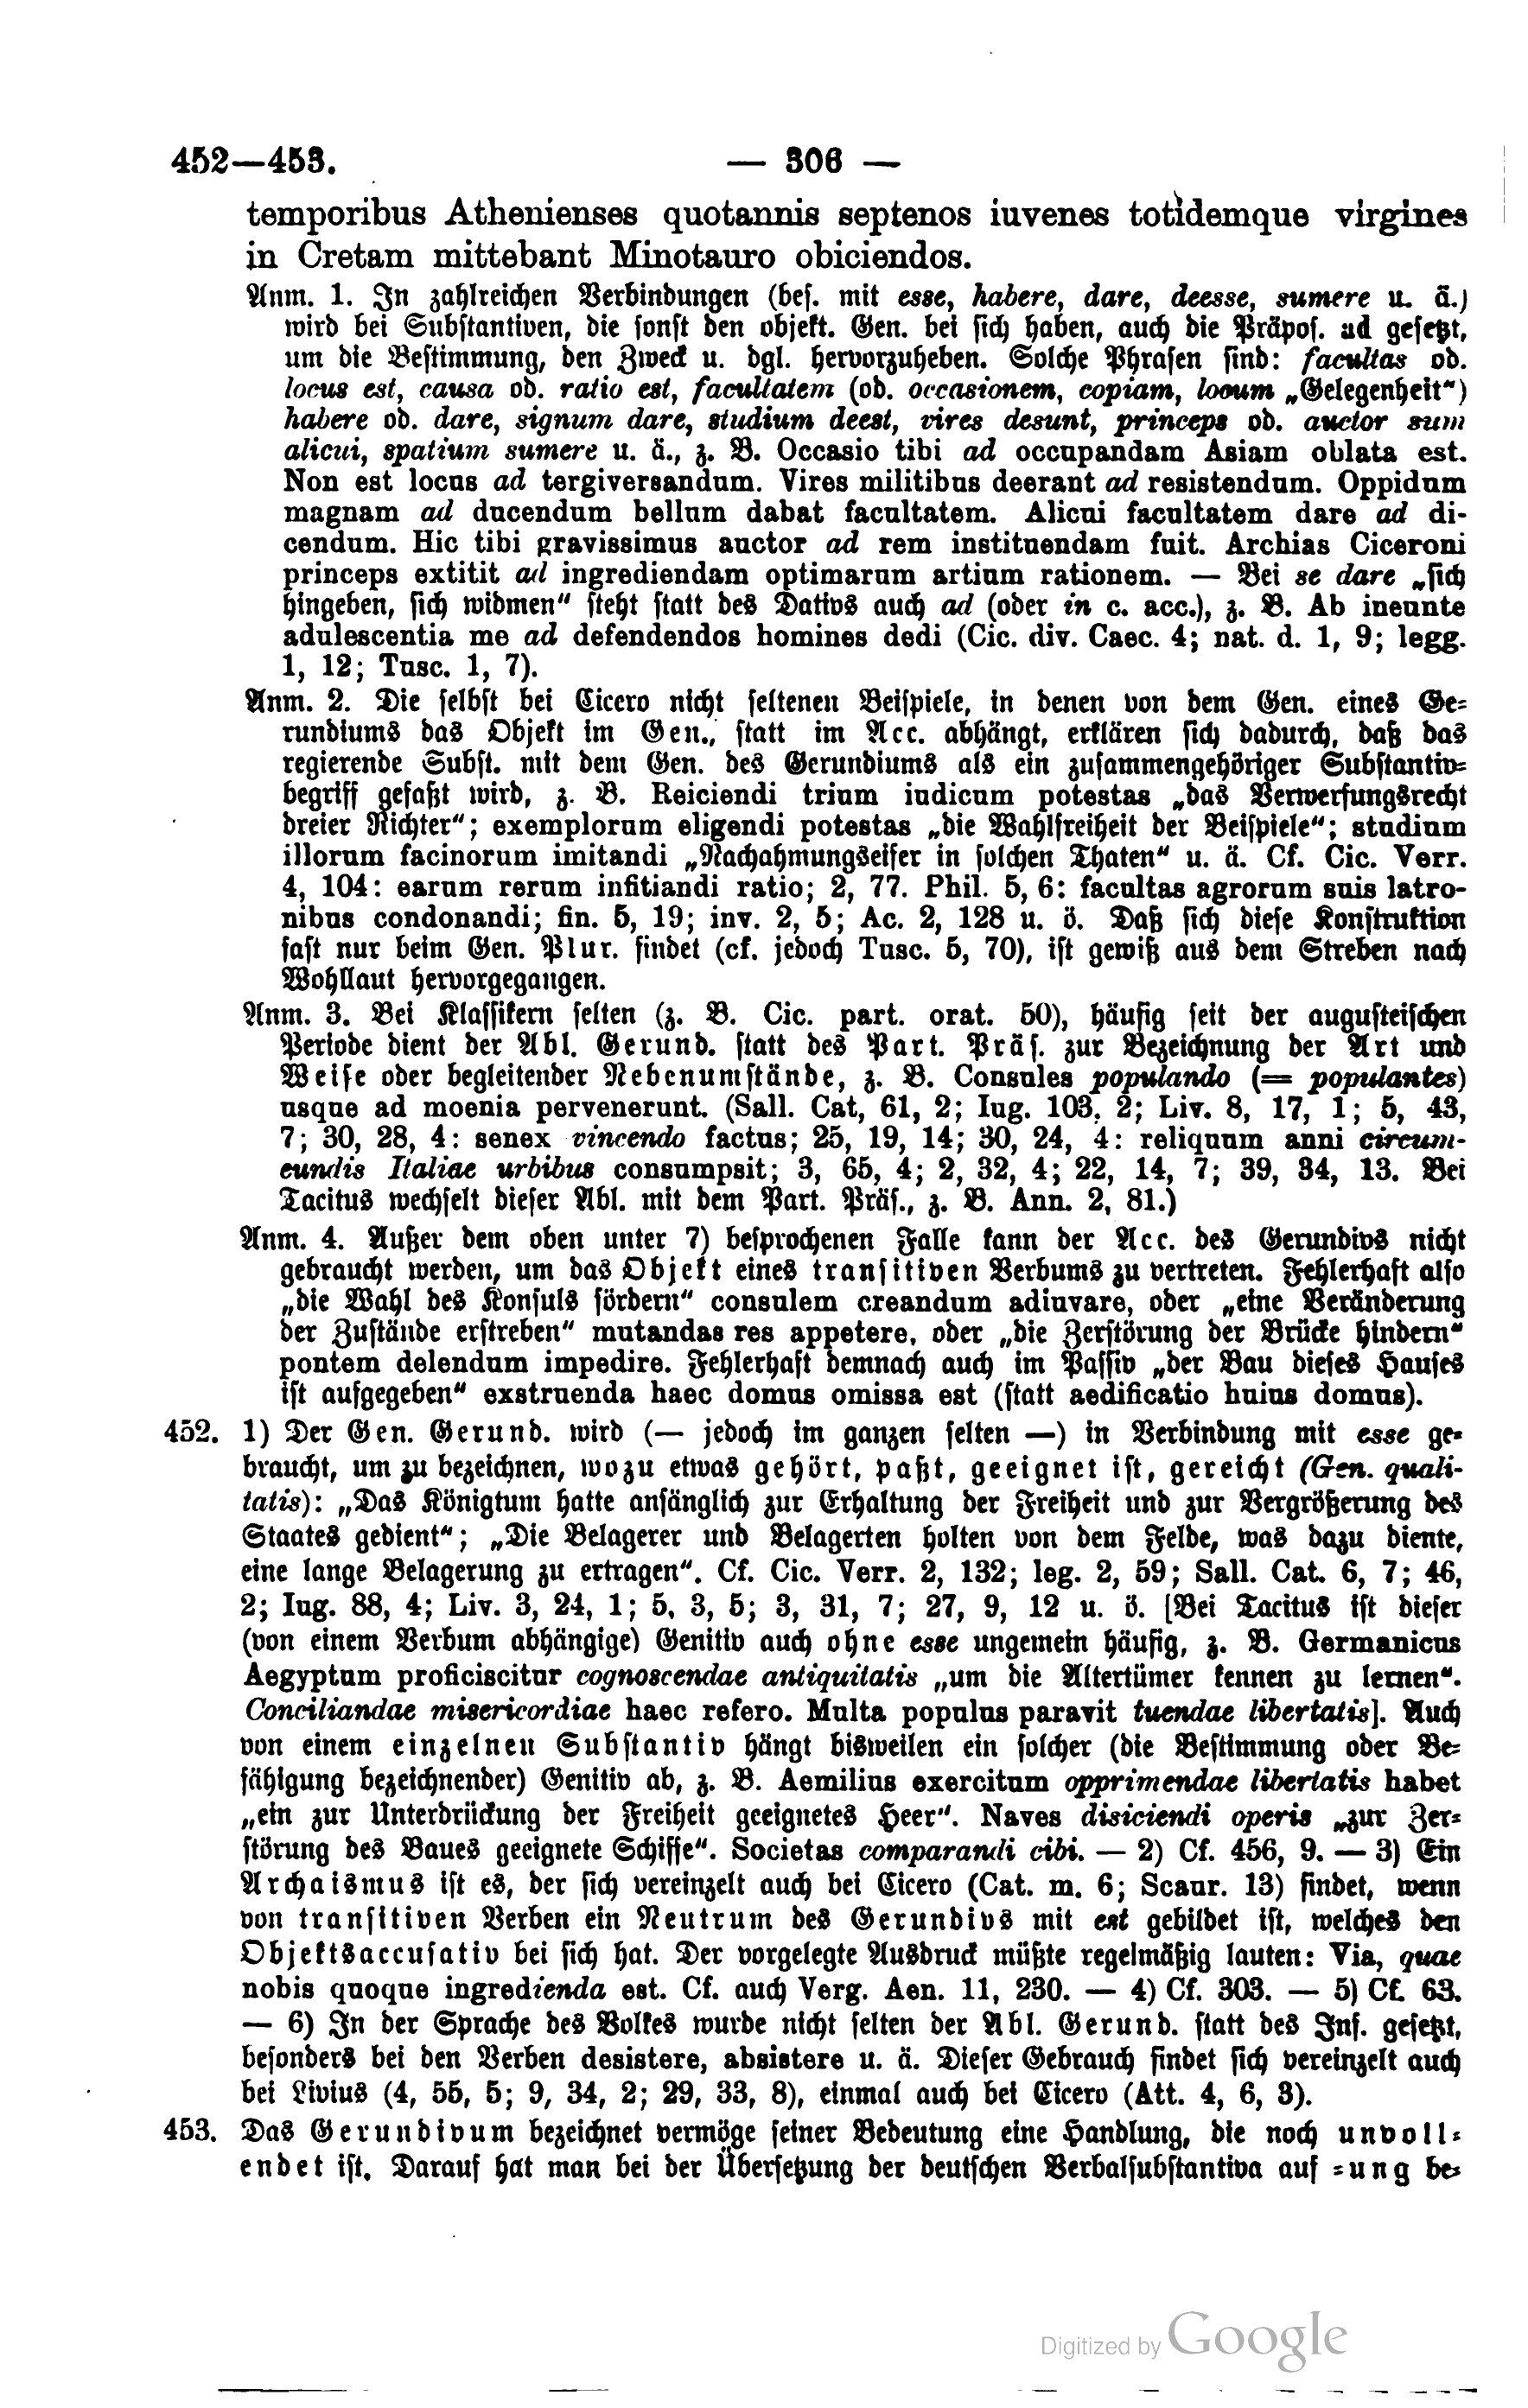 452—453. — 306 —
temporibus Athenienses quotannis septenos iuvenes totidemque virgines
in Cretam mittebant Minotauro obiciendos.
Anm. 1. In zahlreichen Verbindungen (bes. mit esse, habere, dare, deesse, sumere u. ä.)
wird bei Substantiven, die sonst den objekt. Gen. bei sich haben, auch die Präpos. ad gesetzt,
um die Bestimmung, den Zweck u. dgl. hervorzuheben. Solche Phrasen sind: facultas od.
locus est, causa od. ratio est, facultatem (od. occasionem, copiam, locum „Gelegenheit“)
habere od. dare, signum dare, studium deest, vires desunt, princeps od. auctor sum
alicui, spatium sumere u. ä., z. B. Occasio tibi ad occupandam Asiam oblata est.
Non est locus ad tergiversandum. Vires militibus deerant ad resistendum. Oppidum
magnam ad ducendum bellum dabat facultatem. Alicui facultatem dare ad di-
cendum. Hic tibi gravissimus auctor ad rem instituendam fuit. Archias Ciceroni
princeps extitit ad ingrediendam optimarum artium rationem. — Bei se dare „sich
hingeben, sich widmen“ steht statt des Dativs auch ad (oder in c. acc.), z. B. Ab ineunte
adulescentia me ad defendendos homines dedi (Cic. div. Caec. 4; nat. d. 1, 9; legg.
1, 12; Tusc. 1, 7).
Anm. 2. Die selbst bei Cicero nicht seltenen Beispiele, in denen von dem Gen. eines Ge-
rundiums das Objekt im Gen., statt im Acc. abhängt, erklären sich dadurch, daß das
regierende Subst. mit dem Gen. des Gerundiums als ein zusammengehöriger Substantiv-
begriff gefaßt wird, z. B. Reiciendi trium iudicum potestas „das Verwerfungsrecht
dreier Richter“; exemplorum eligendi potestas „die Wahlfreiheit der Beispiele“; studium
illorum facinorum imitandi „Nachahmungseifer in solchen Thaten“ u. ä. Cf. Cic. Verr.
4, 104: earum rerum infitiandi ratio; 2, 77. Phil. 5, 6: facultas agrorum suis latro-
nibus condonandi; fin. 5, 19; inv. 2, 5; Ac. 2, 128 u. ö. Daß sich diese Konstruktion
fast nur beim Gen. Plur. findet (cf. jedoch Tusc. 5, 70), ist gewiß aus dem Streben nach
Wohllaut hervorgegangen.
Anm. 3. Bei Klassikern selten (z. B. Cic. part. orat. 50), häufig seit der augusteischen
Periode dient der Abl. Gerund. statt des Part. Präs. zur Bezeichnung der Art und
Weise oder begleitender Nebenumstände, z. B. Consules populando (= populantes)
usque ad moenia pervenerunt. (Sall. Cat, 61, 2; Iug. 103, 2; Liv. 8, 17, 1; 5, 43,
7; 30, 28, 4: senex vincendo factus; 25, 19, 14; 30, 24, 4: reliquum anni circum-
eundis Italiae urbibus consumpsit; 3, 65, 4; 2, 32, 4; 22, 14, 7; 39, 34, 13. Bei
Tacitus wechselt dieser Abl. mit dem Part. Präs., z. B. Ann. 2, 81.)
Anm. 4. Außer dem oben unter 7) besprochenen Falle kann der Acc. des Gerundivs nicht
gebraucht werden, um das Objekt eines transitiven Verbums zu vertreten. Fehlerhaft also
„die Wahl des Konsuls fördern“ consulem creandum adiuvare, oder „eine Veränderung
der Zustände erstreben“ mutandas res appetere, oder „die Zerstörung der Brücke hindern“
pontem delendum impedire. Fehlerhaft demnach auch im Passiv „der Bau dieses Hauses
ist aufgegeben“ exstruenda haec domus omissa est (statt aedificatio huius domus).
452. 1) Der Gen. Gerund. wird (— jedoch im ganzen selten —) in Verbindung mit esse ge-
braucht, um zu bezeichnen, wozu etwas gehört, paßt, geeignet ist, gereicht (Gen. quali-
tatis): „Das Königtum hatte anfänglich zur Erhaltung der Freiheit und zur Vergrößerung des
Staates gedient“; „Die Belagerer und Belagerten holten von dem Felde, was dazu diente,
eine lange Belagerung zu ertragen“. Cf. Cic. Verr. 2, 132; leg. 2, 59; Sall. Cat. 6, 7; 46,
2; Iug. 88, 4; Liv. 3, 24, 1; 5, 3, 5; 3, 31, 7; 27, 9, 12 u. ö. [Bei Tacitus ist dieser
(von einem Verbum abhängige) Genitiv auch ohne esse ungemein häufig, z. B. Germanicus
Aegyptum proficiscitur cognoscendae antiquitatis „um die Altertümer kennen zu lernen“.
Conciliandae misericordiae haec refero. Multa populus paravit tuendae libertatis]. Auch
von einem einzelnen Substantiv hängt bisweilen ein solcher (die Bestimmung oder Be-
fähigung bezeichnender) Genitiv ab, z. B. Aemilius exercitum opprimendae libertatis habet
„ein zur Unterdrückung der Freiheit geeignetes Heer“. Naves disiciendi operis „zur Zer-
störung des Baues geeignete Schiffe“. Societas comparandi cibi. — 2) Cf. 456, 9. — 3) Ein
Archaismus ist es, der sich vereinzelt auch bei Cicero (Cat. m. 6; Scaur. 13) findet, wenn
von transitiven Verben ein Neutrum des Gerundivs mit est gebildet ist, welches den
Objektsaccusativ bei sich hat. Der vorgelegte Ausdruck müßte regelmäßig lauten: Via, quae
nobis quoque ingredienda est. Cf. auch Verg. Aen. 11, 230. — 4) Cf. 303. — 5) Cf. 63.
— 6) In der Sprache des Volkes wurde nicht selten der Abl. Gerund. statt des Inf. gesetzt,
besonders bei den Verben desistere, absistere u. ä. Dieser Gebrauch findet sich vereinzelt auch
bei Livius (4, 55, 5; 9, 34, 2; 29, 33, 8), einmal auch bei Cicero (Att. 4, 6, 3).
453. Das Gerundivum bezeichnet vermöge seiner Bedeutung eine Handlung, die noch unvoll-
endet ist. Darauf hat man bei der Übersetzung der deutschen Verbalsubstantiva auf -ung be-
Digitized by Google